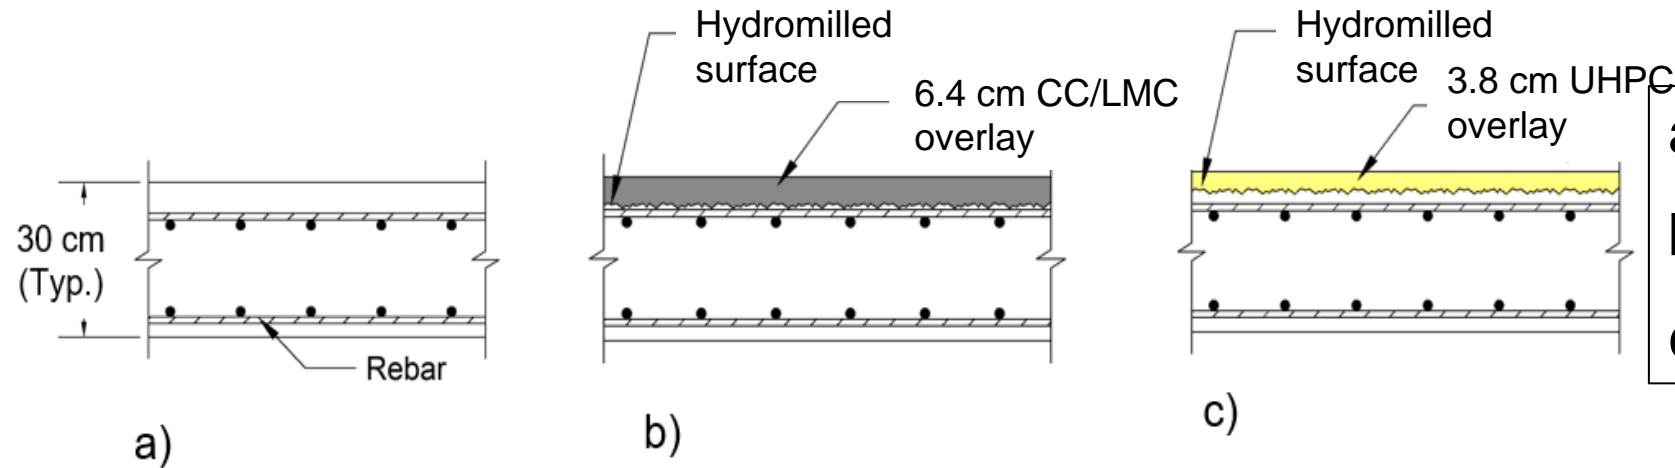 30 cm
(Typ.)
Rebar
a)
Hydromilled
surface
6.4 cm CC/LMC
overlay
b)
Hydromilled
surface
3.8 cm UHPC
overlay
c)